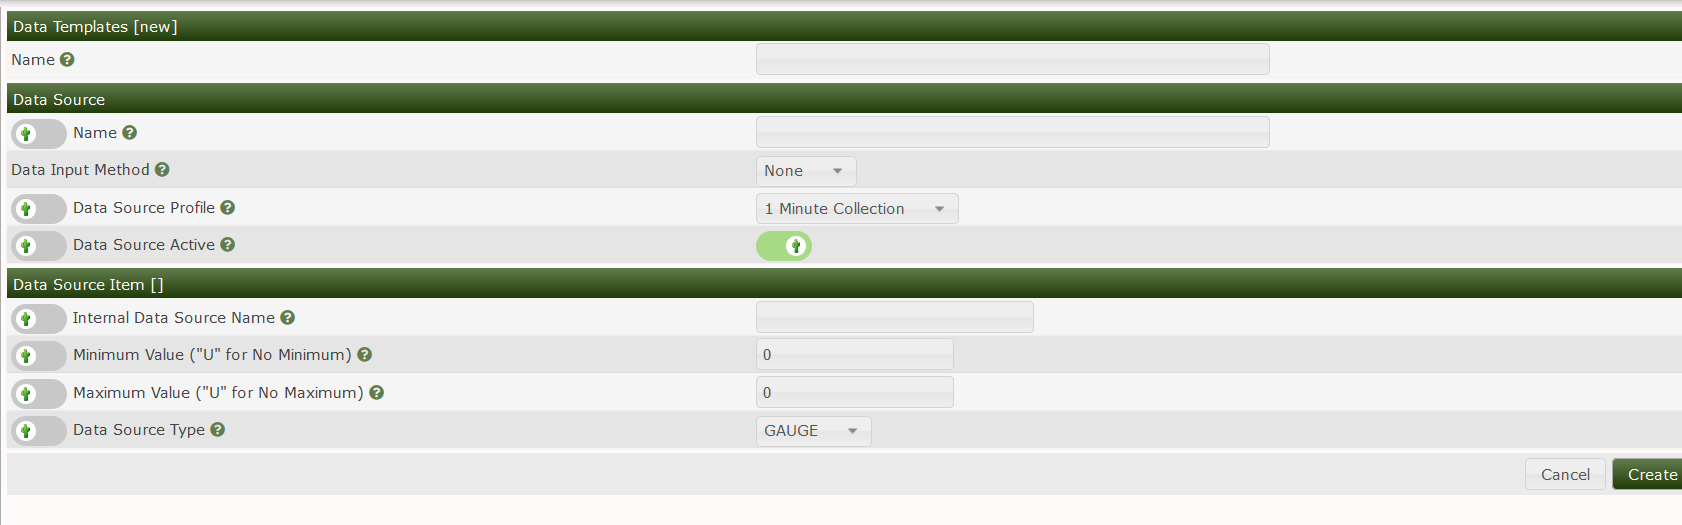 Data Templates [new]
Name
Data Source
Name
Data Input Method None
Data Source Profile 1 Minute Collection
Data Source Active
Data Source Item []
Internal Data Source Name
Minimum Value ("U" for No Minimum) 0
Maximum Value ("U" for No Maximum) 0
Data Source Type GAUGE
Cancel Create